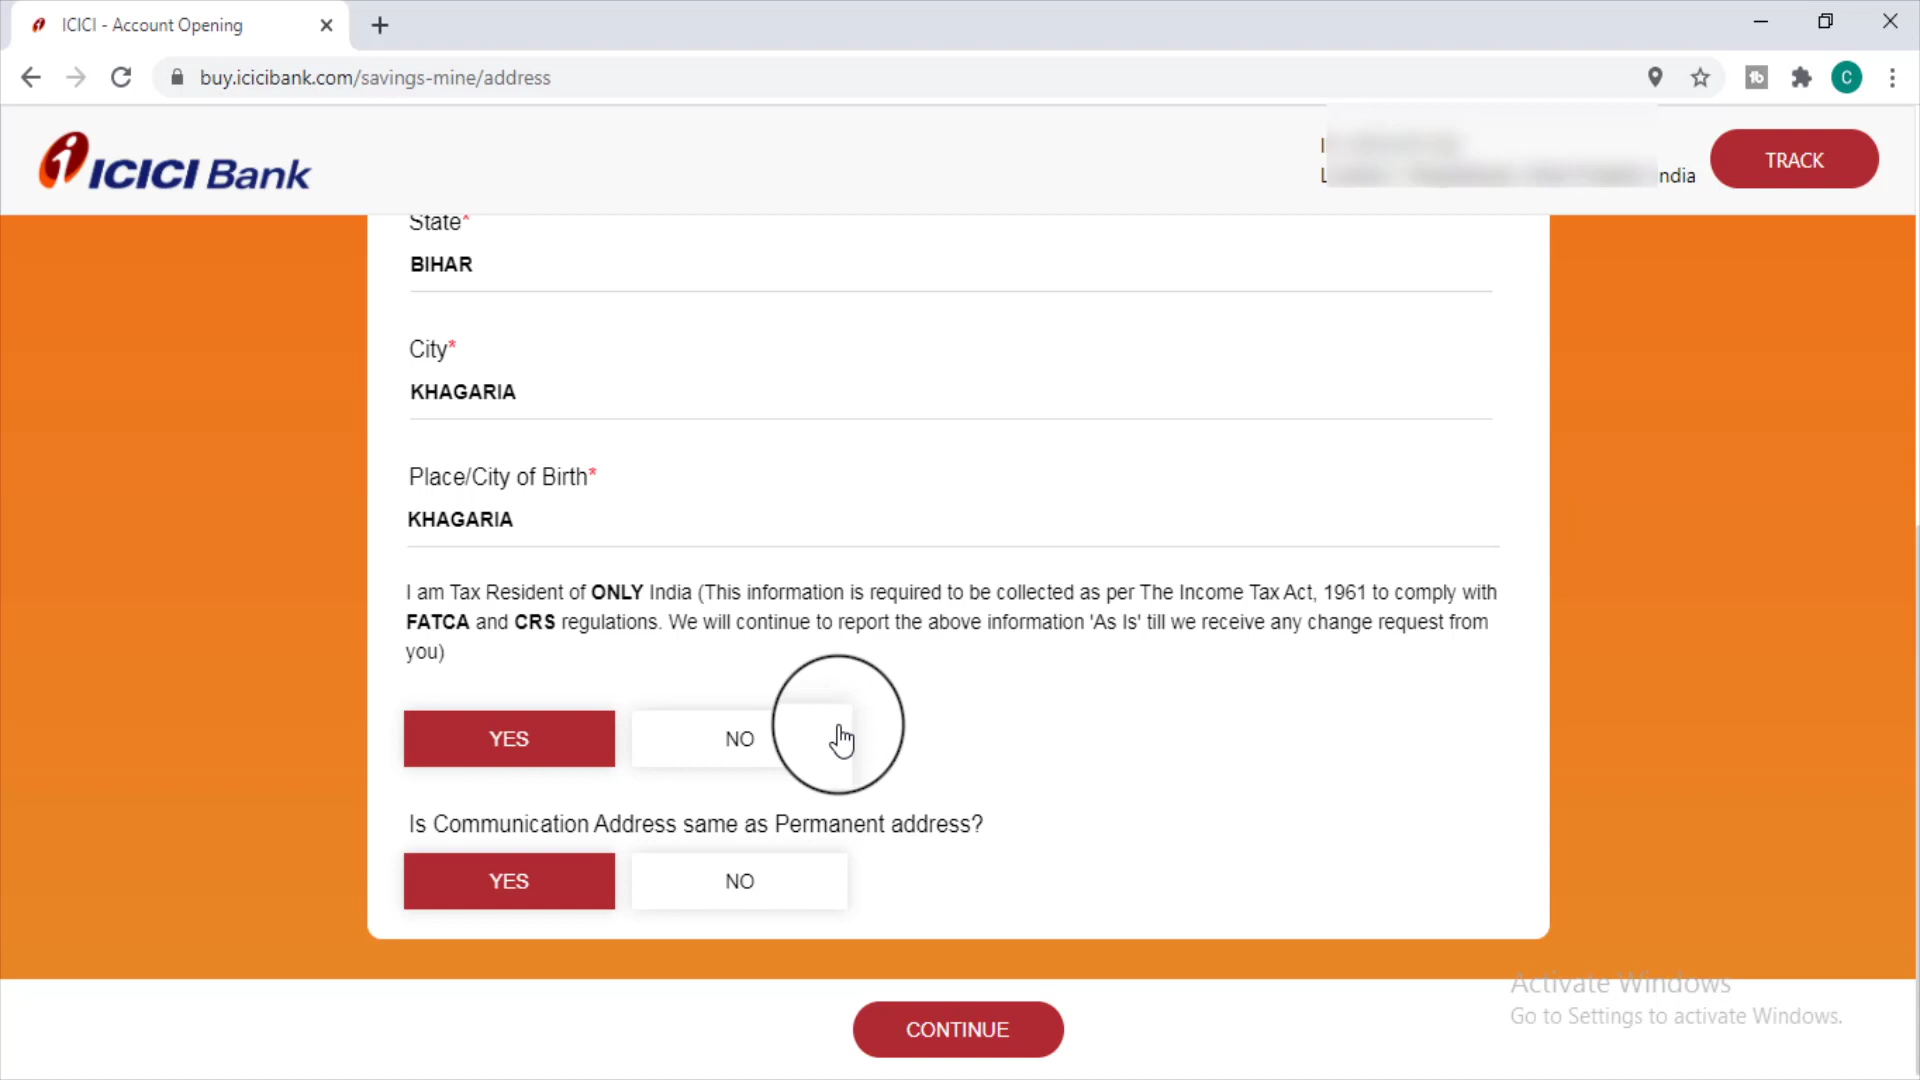 ICICI - Account Opening
buy.icicibank.com/savings-mine/address
C
ICICI Bank
ndia
TRACK
State*
BIHAR
City*
KHAGARIA
Place/City of Birth*
KHAGARIA
I am Tax Resident of ONLY India (This information is required to be collected as per The Income Tax Act, 1961 to comply with
FATCA and CRS regulations. We will continue to report the above information 'As Is' till we receive any change request from
you)
YES NO
Is Communication Address same as Permanent address?
YES NO
Activate Windows
Go to Settings to activate Windows.
CONTINUE